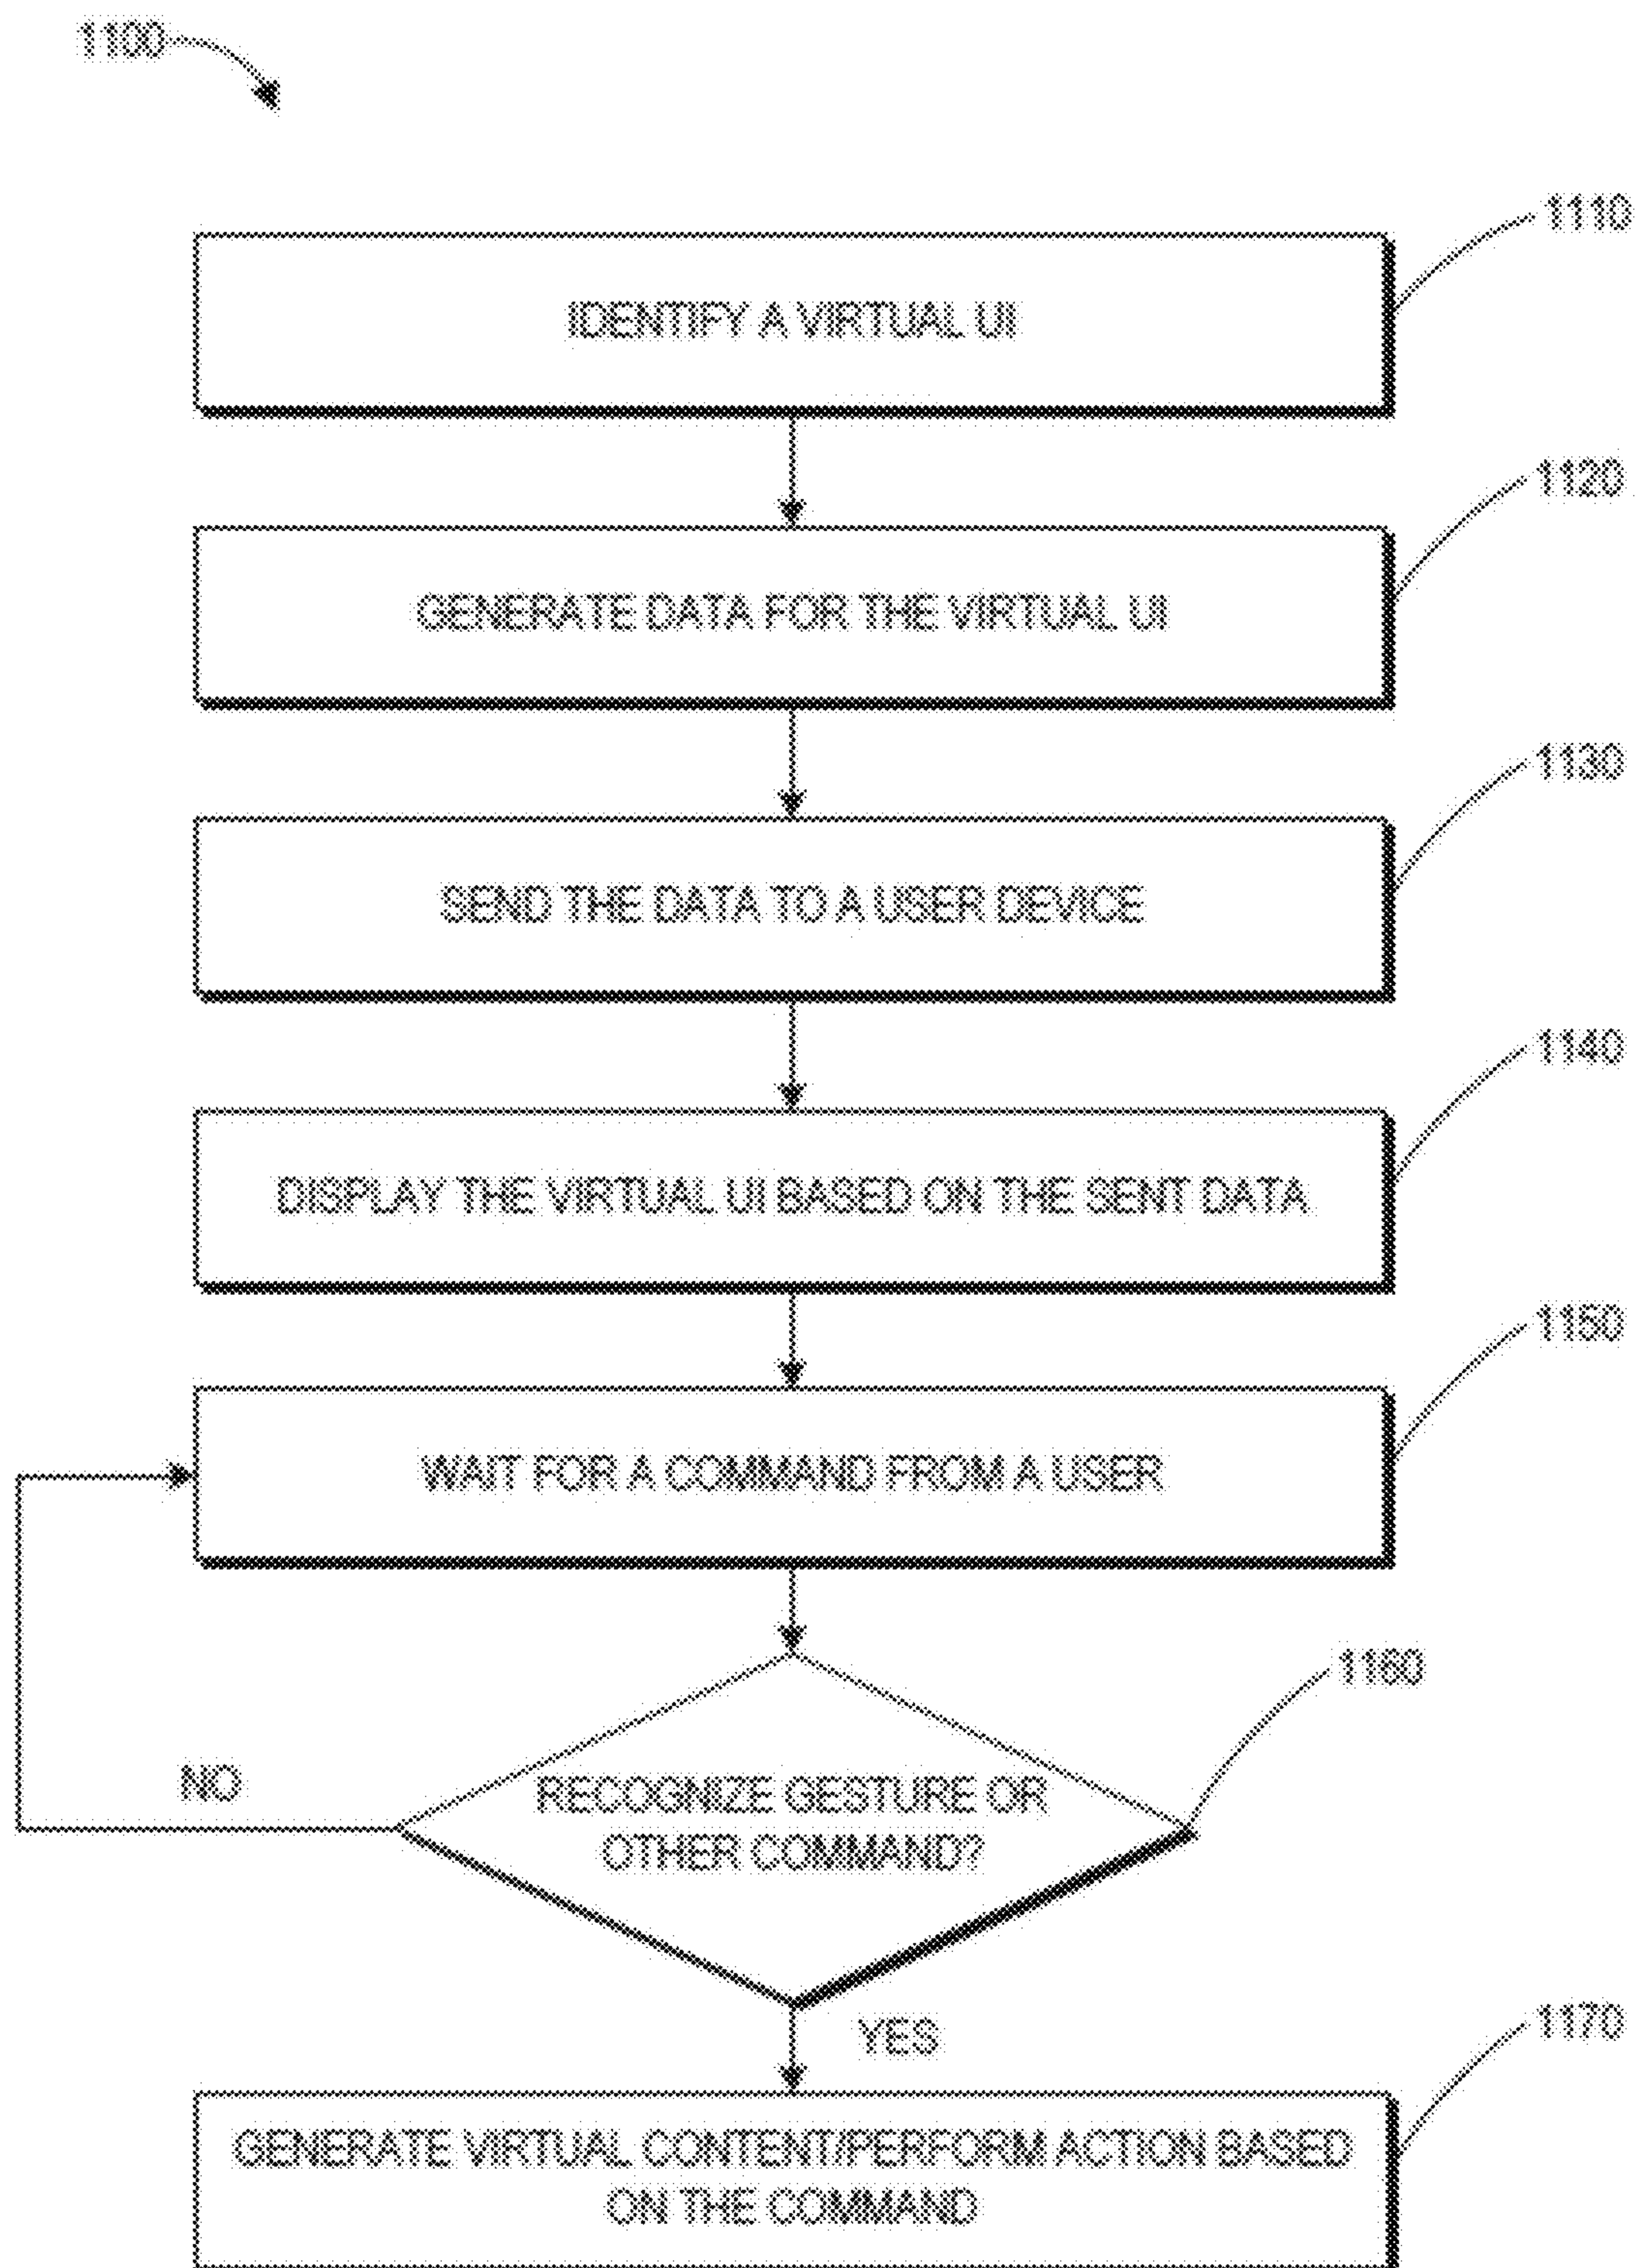 1100
1110
IDENTIFY A VIRTUAL UI
1120
GENERATE DATA FOR THE VIRTUAL UI
1130
SEND THE DATA TO A USER DEVICE
1140
DISPLAY THE VIRTUAL UI BASED ON THE SENT DATA
1150
WAIT FOR A COMMAND FROM A USER
1160
NO
RECOGNIZE GESTURE OR
OTHER COMMAND?
YES
1170
GENERATE VIRTUAL CONTENT/PERFORM ACTION BASED
ON THE COMMAND